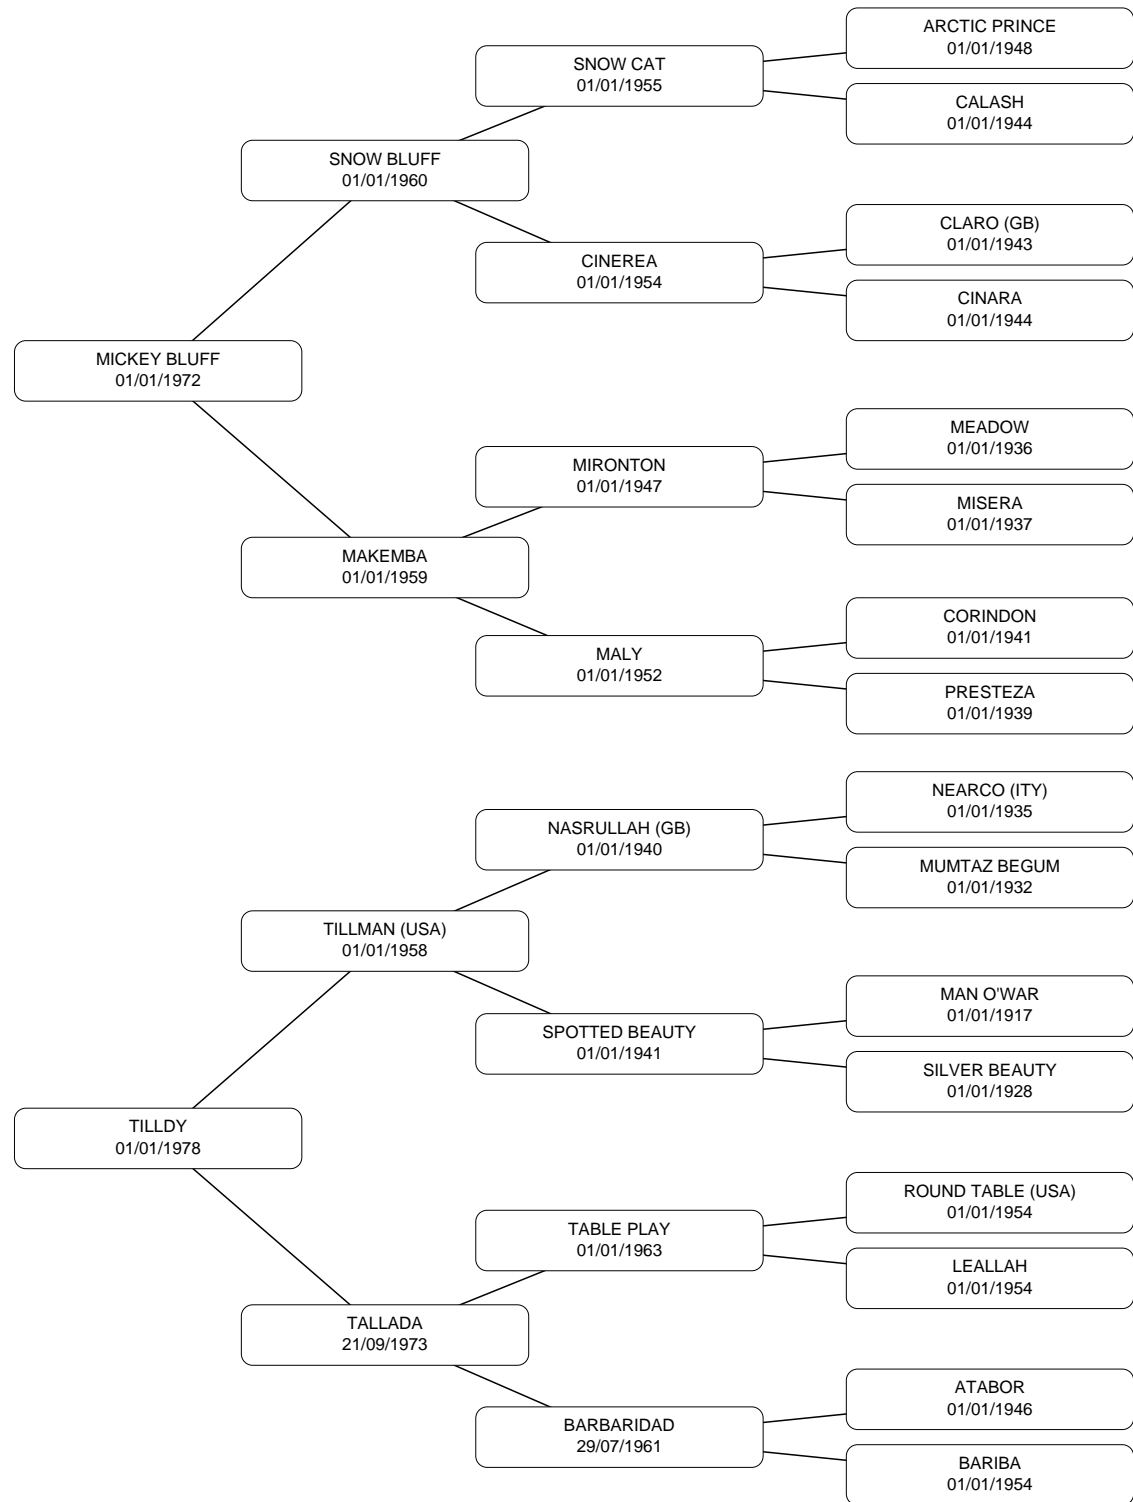 ARCTIC PRINCE
01/01/1948
SNOW CAT
01/01/1955
CALASH
01/01/1944
SNOW BLUFF
01/01/1960
CLARO (GB)
01/01/1943
CINEREA
01/01/1954
CINARA
01/01/1944
MICKEY BLUFF
01/01/1972
MEADOW
01/01/1936
MIRONTON
01/01/1947
MISERA
01/01/1937
MAKEMBA
01/01/1959
CORINDON
01/01/1941
MALY
01/01/1952
PRESTEZA
01/01/1939
NEARCO (ITY)
01/01/1935
NASRULLAH (GB)
01/01/1940
MUMTAZ BEGUM
01/01/1932
TILLMAN (USA)
01/01/1958
MAN O'WAR
01/01/1917
SPOTTED BEAUTY
01/01/1941
SILVER BEAUTY
01/01/1928
TILLDY
01/01/1978
ROUND TABLE (USA)
01/01/1954
TABLE PLAY
01/01/1963
LEALLAH
01/01/1954
TALLADA
21/09/1973
ATABOR
01/01/1946
BARBARIDAD
29/07/1961
BARIBA
01/01/1954